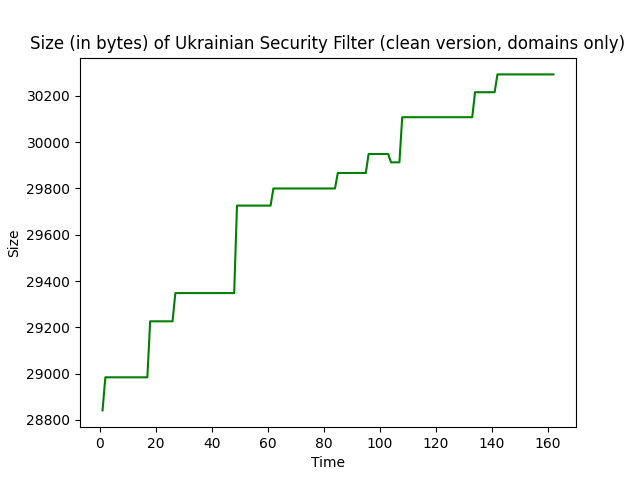 Size (in bytes) of Ukrainian Security Filter (clean version, domains only)
30200
30000
29800
29600
29400
29200
29000
28800
Size
0 20 40 60 80 100 120 140 160
Time